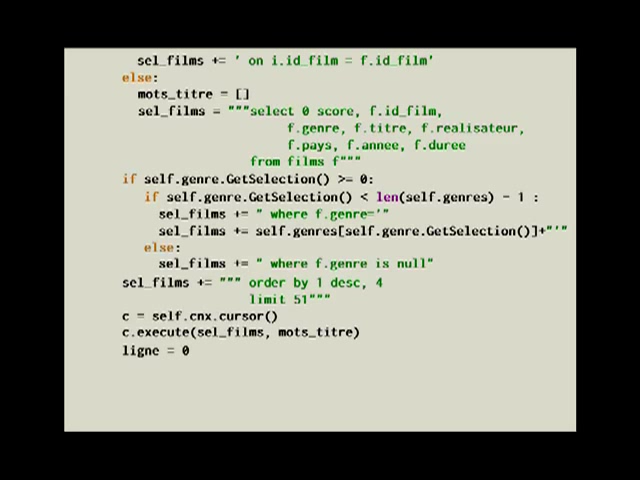 sel_films += ' on i.id_film = f.id_film'
else:
mots_titre = []
sel_films = """select 0 score, f.id_film,
f.genre, f.titre, f.realisateur,
f.pays, f.annee, f.duree
from films f"""
if self.genre.GetSelection() >= 0:
if self.genre.GetSelection() < len(self.genres) - 1 :
sel_films += " where f.genre='"
sel_films += self.genres[self.genre.GetSelection()]+"'"
else:
sel_films += " where f.genre is null"
sel_films += """ order by 1 desc, 4
limit 51"""
c = self.cnx.cursor()
c.execute(sel_films, mots_titre)
ligne = 0